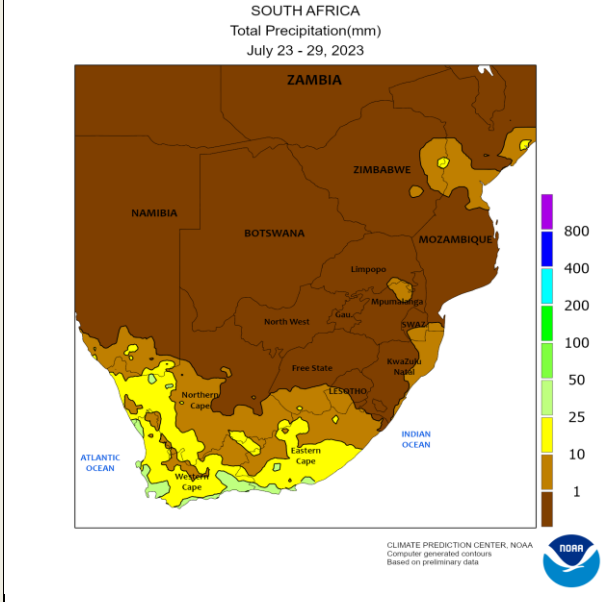 SOUTH AFRICA
Total Precipitation(mm)
July 23 - 29, 2023
ZAMBIA
ZIMBABWE
NAMIBIA
BOTSWANA
MOZAMBIQUE
Limpopo
Mpumalanga
North West
Gau.
SWAZ
Free State
KwaZulu
Natal
LESOTHO
Northern
Cape
Eastern
Cape
Western
Cape
ATLANTIC
OCEAN
INDIAN
OCEAN
800
400
200
100
50
25
10
1
CLIMATE PREDICTION CENTER, NOAA
Computer generated contours
Based on preliminary data
NOAA